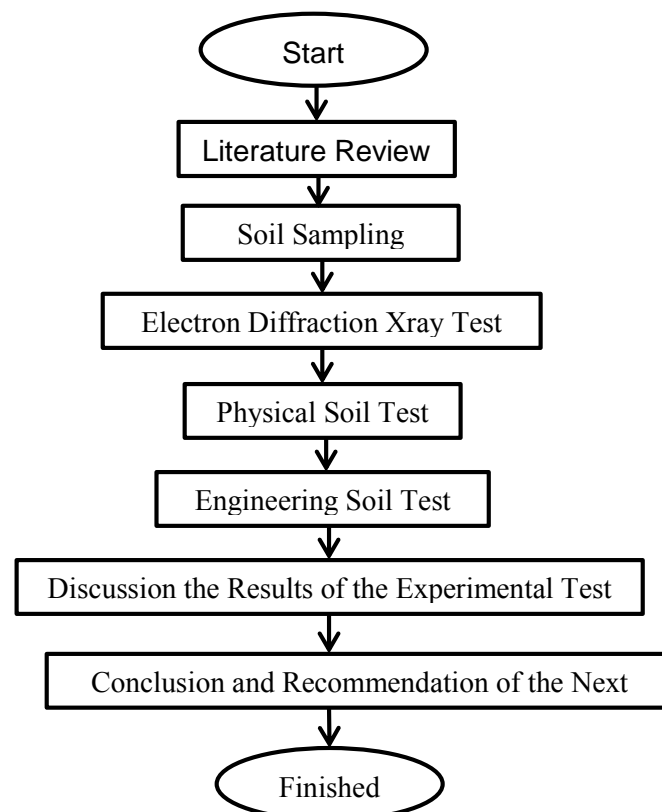 Start
Literature Review
Soil Sampling
Electron Diffraction Xray Test
Physical Soil Test
Engineering Soil Test
Discussion the Results of the Experimental Test
Conclusion and Recommendation of the Next
Finished